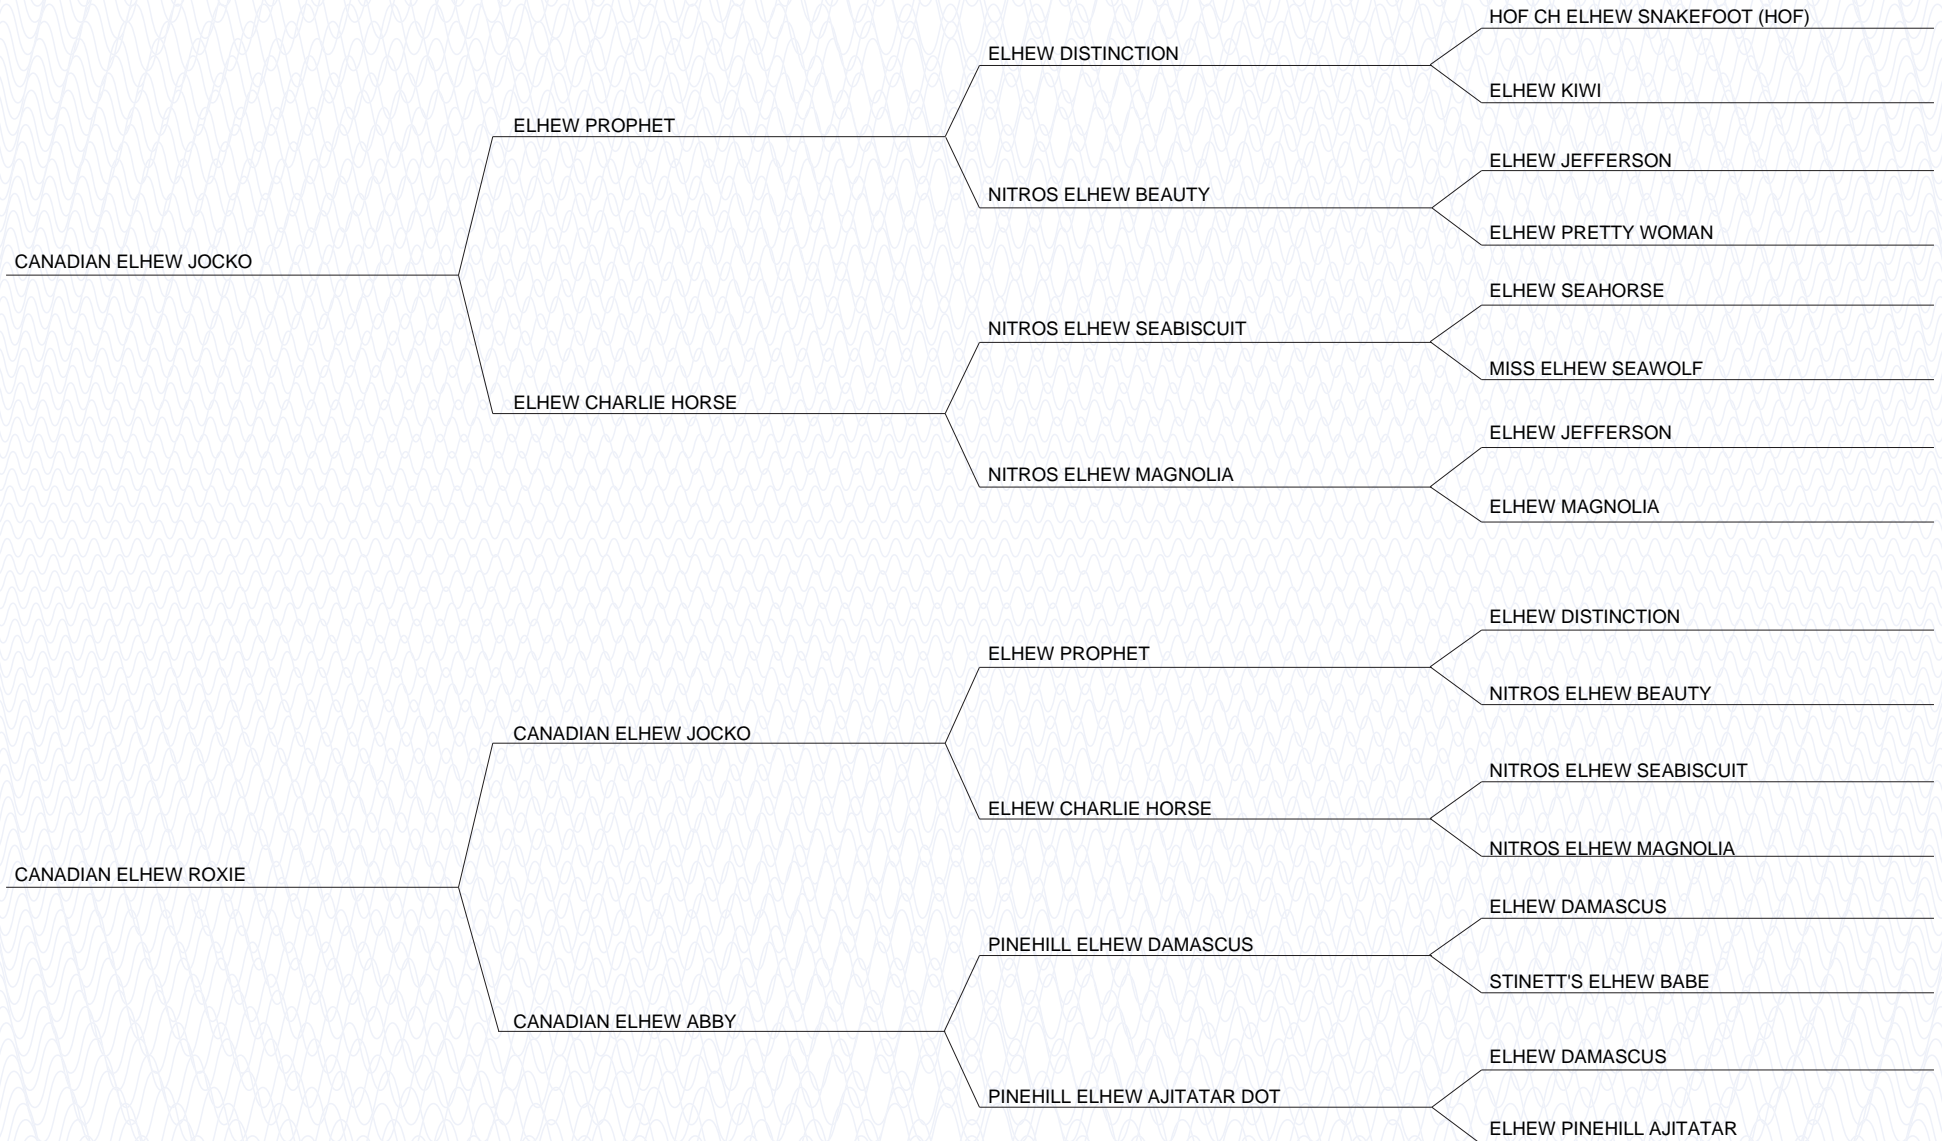 HOF CH ELHEW SNAKEFOOT (HOF)
ELHEW DISTINCTION
ELHEW KIWI
ELHEW PROPHET
ELHEW JEFFERSON
NITROS ELHEW BEAUTY
ELHEW PRETTY WOMAN
CANADIAN ELHEW JOCKO
ELHEW SEAHORSE
NITROS ELHEW SEABISCUIT
MISS ELHEW SEAWOLF
ELHEW CHARLIE HORSE
ELHEW JEFFERSON
NITROS ELHEW MAGNOLIA
ELHEW MAGNOLIA
ELHEW DISTINCTION
ELHEW PROPHET
NITROS ELHEW BEAUTY
CANADIAN ELHEW JOCKO
NITROS ELHEW SEABISCUIT
ELHEW CHARLIE HORSE
NITROS ELHEW MAGNOLIA
CANADIAN ELHEW ROXIE
ELHEW DAMASCUS
PINEHILL ELHEW DAMASCUS
STINETT'S ELHEW BABE
CANADIAN ELHEW ABBY
ELHEW DAMASCUS
PINEHILL ELHEW AJITATAR DOT
ELHEW PINEHILL AJITATAR